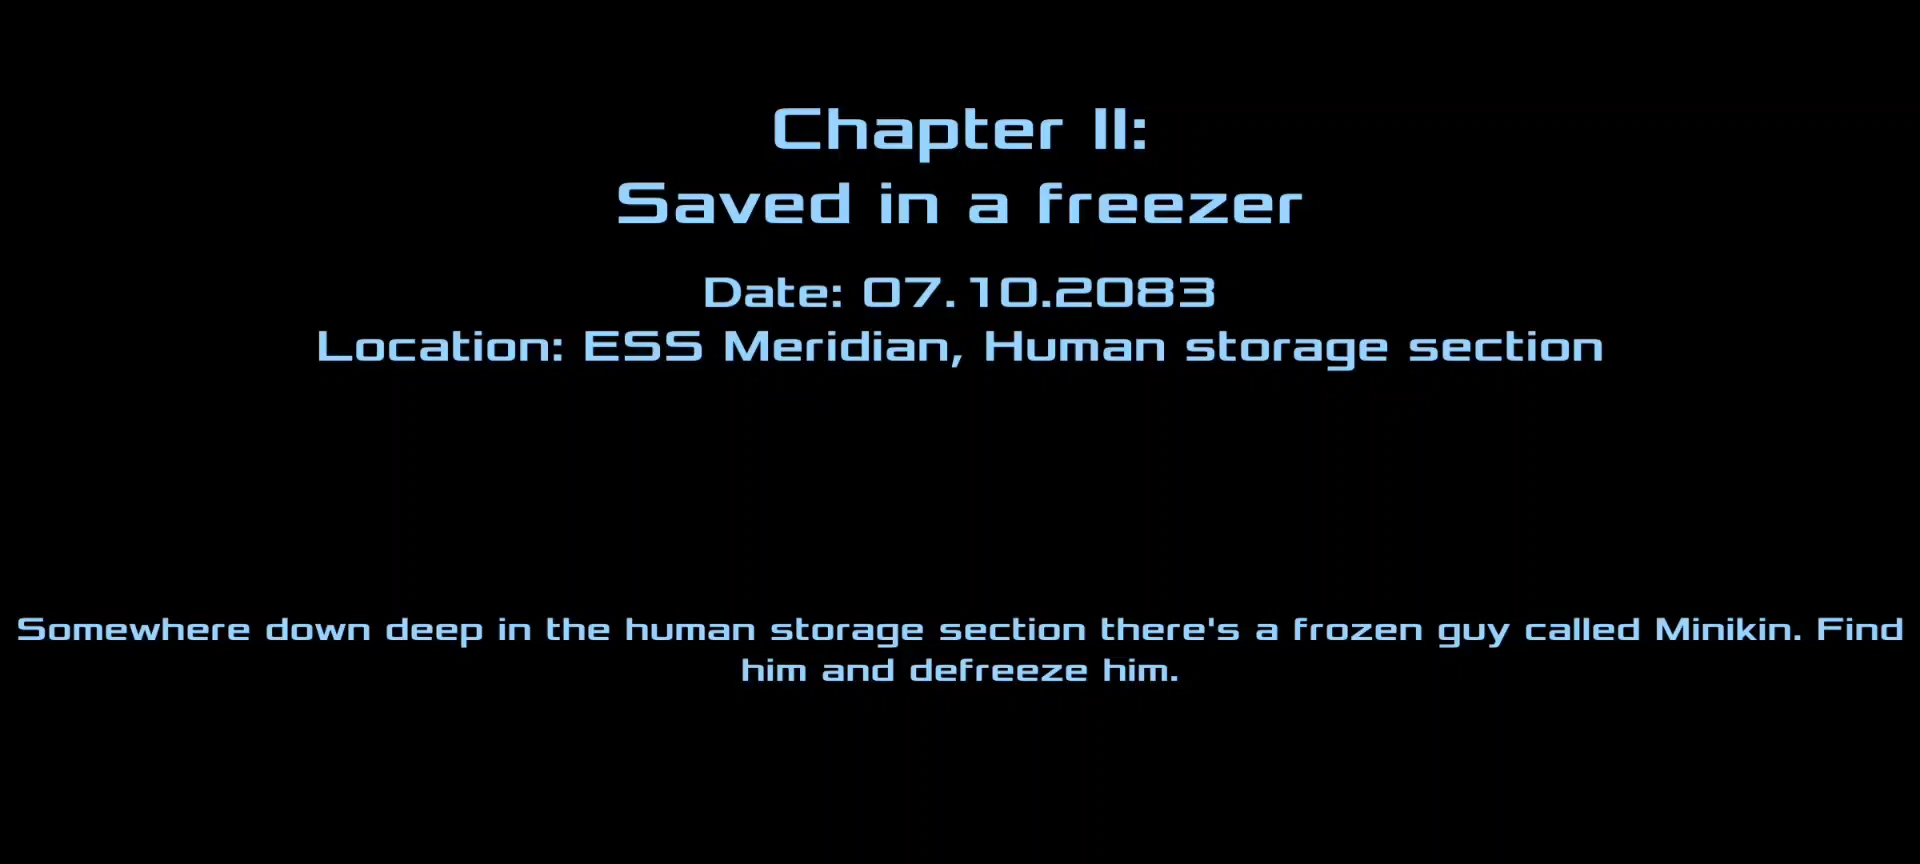 Chapter II:
Saved in a freezer
Date: 07.10.2083
Location: ESS Meridian, Human storage section
Somewhere down deep in the human storage section there's a frozen guy called Minikin. Find
him and defreeze him.